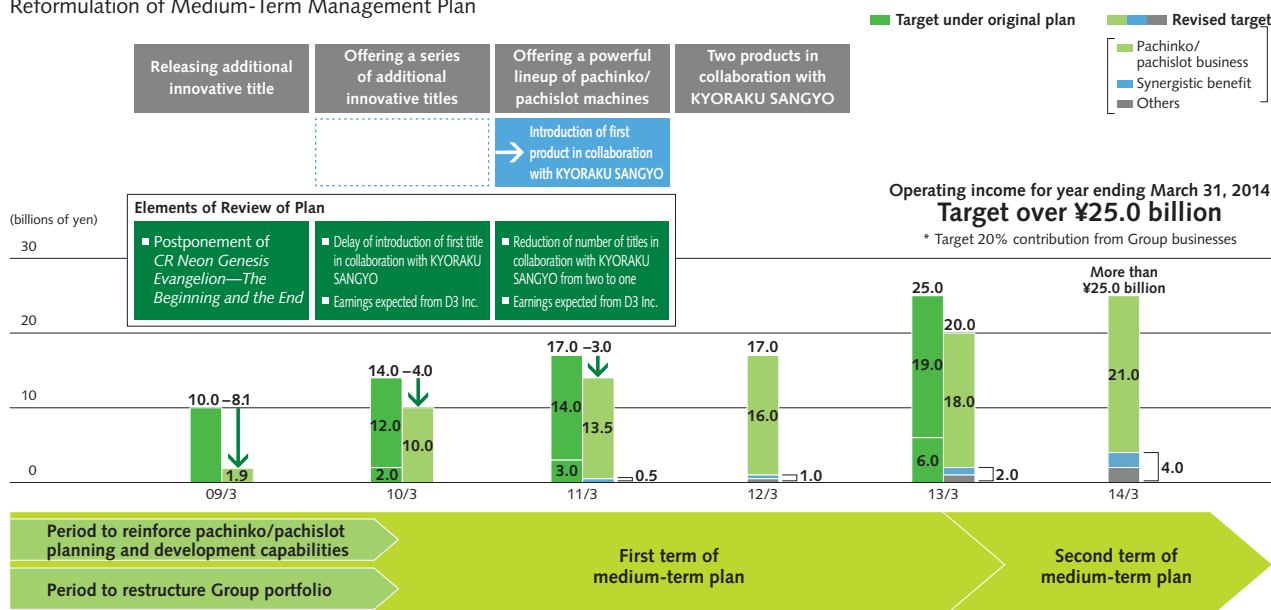 Reformulation of Medium-Term Management Plan
Target under original plan
Revised target
Pachinko/
pachislot business
Synergistic benefit
Others
Releasing additional
innovative title
Offering a series
of additional
innovative titles
Offering a powerful
lineup of pachinko/
pachislot machines
Two products in
collaboration with
KYORAKU SANGYO
Introduction of first
product in collaboration
with KYORAKU SANGYO
Operating income for year ending March 31, 2014
Target over ¥25.0 billion
* Target 20% contribution from Group businesses
(billions of yen)
Elements of Review of Plan
Postponement of
CR Neon Genesis
Evangelion—The
Beginning and the End
Delay of introduction of first title
in collaboration with KYORAKU
SANGYO
Earnings expected from D3 Inc.
Reduction of number of titles in
collaboration with KYORAKU
SANGYO from two to one
Earnings expected from D3 Inc.
30
20
10
0
10.0 –8.1
1.9
14.0 –4.0
12.0
2.0
10.0
17.0 –3.0
14.0
3.0
13.5
0.5
17.0
16.0
1.0
25.0
19.0
6.0
20.0
18.0
2.0
More than
¥25.0 billion
21.0
4.0
09/3
10/3
11/3
12/3
13/3
14/3
Period to reinforce pachinko/pachislot
planning and development capabilities
Period to restructure Group portfolio
First term of
medium-term plan
Second term of
medium-term plan